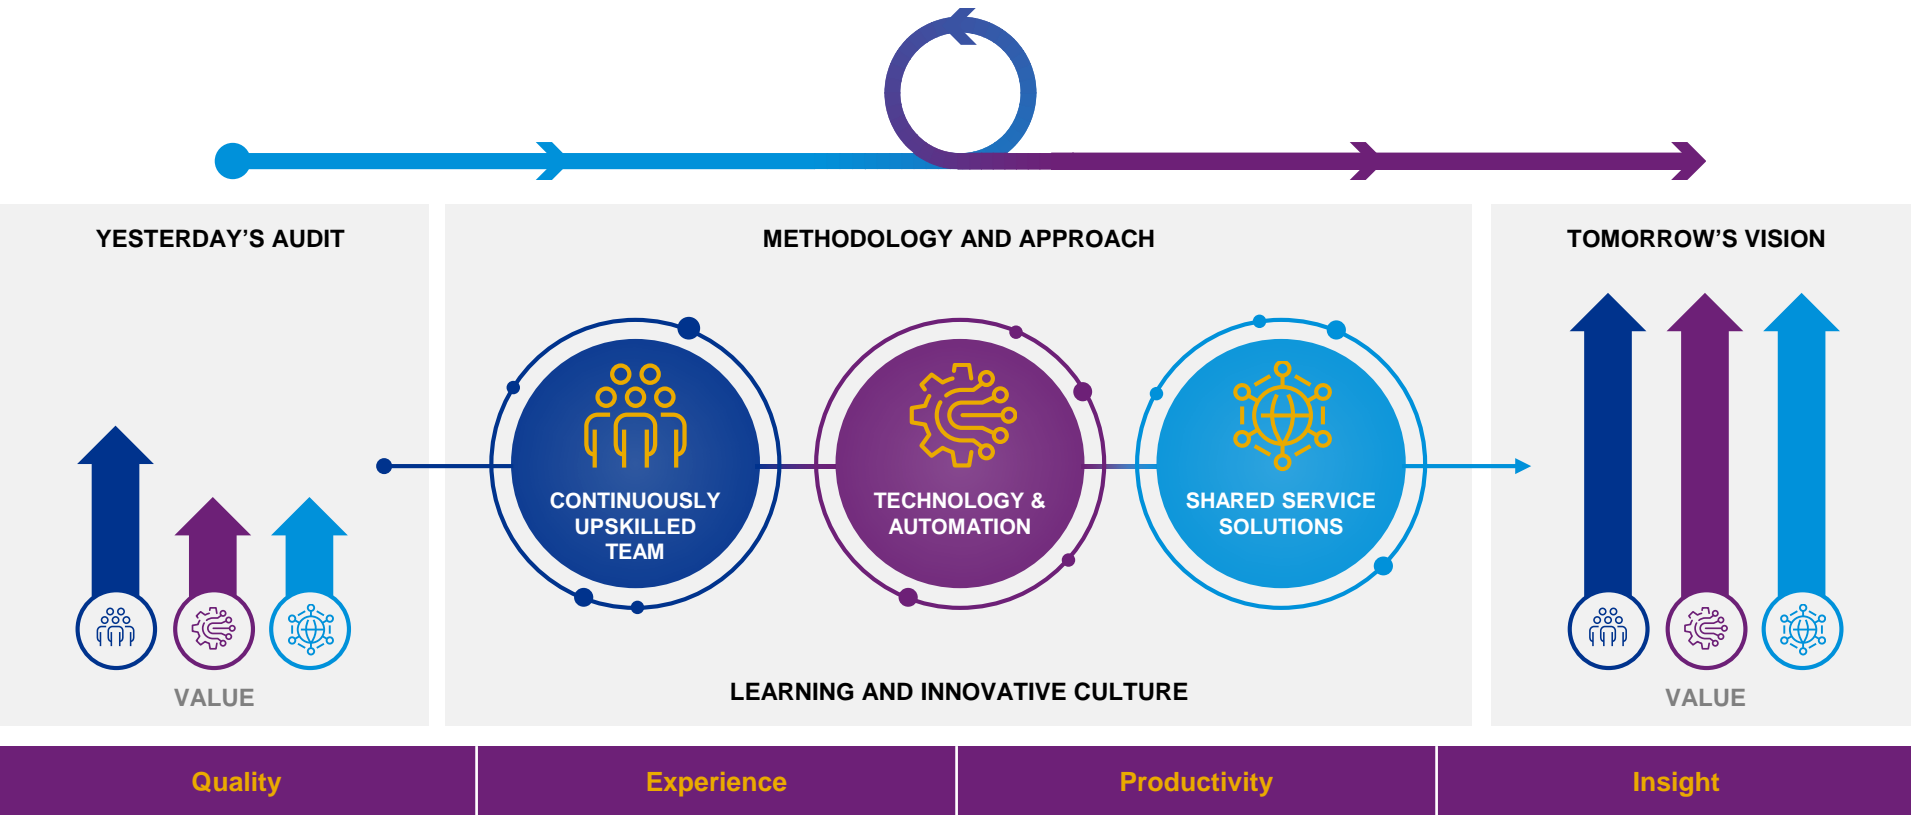 YESTERDAY’S AUDIT
VALUE
METHODOLOGY AND APPROACH
CONTINUOUSLY
UPSKILLED
TEAM
TECHNOLOGY &
AUTOMATION
SHARED SERVICE
SOLUTIONS
LEARNING AND INNOVATIVE CULTURE
TOMORROW’S VISION
VALUE
Quality
Experience
Productivity
Insight